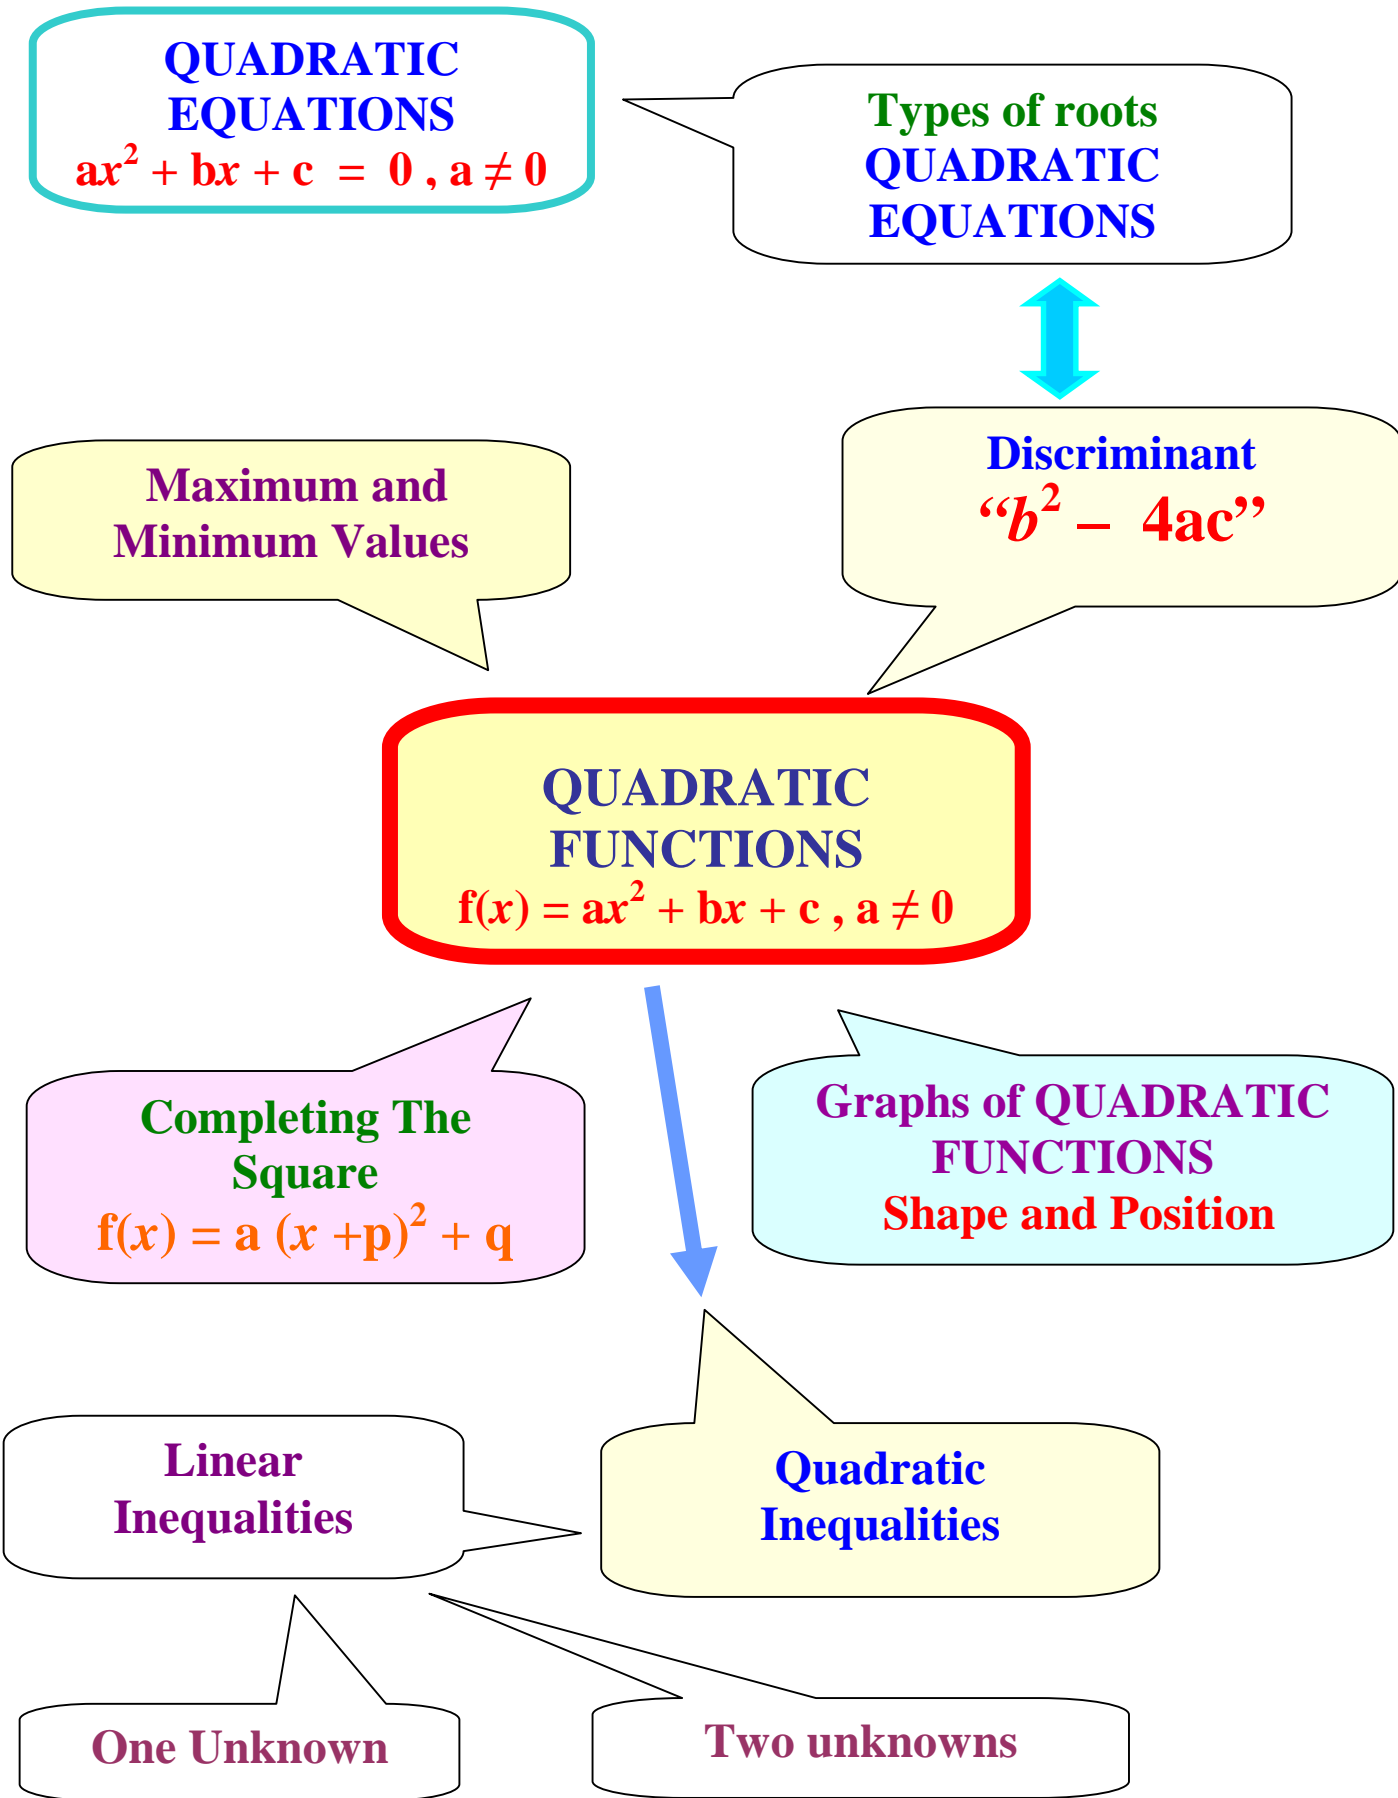 QUADRATIC
EQUATIONS
ax² + bx + c = 0 , a ≠ 0
Types of roots
QUADRATIC
EQUATIONS
Maximum and
Minimum Values
Discriminant
“b² – 4ac”
QUADRATIC
FUNCTIONS
f(x) = ax² + bx + c , a ≠ 0
Completing The
Square
f(x) = a (x +p)² + q
Graphs of QUADRATIC
FUNCTIONS
Shape and Position
Linear
Inequalities
Quadratic
Inequalities
One Unknown
Two unknowns